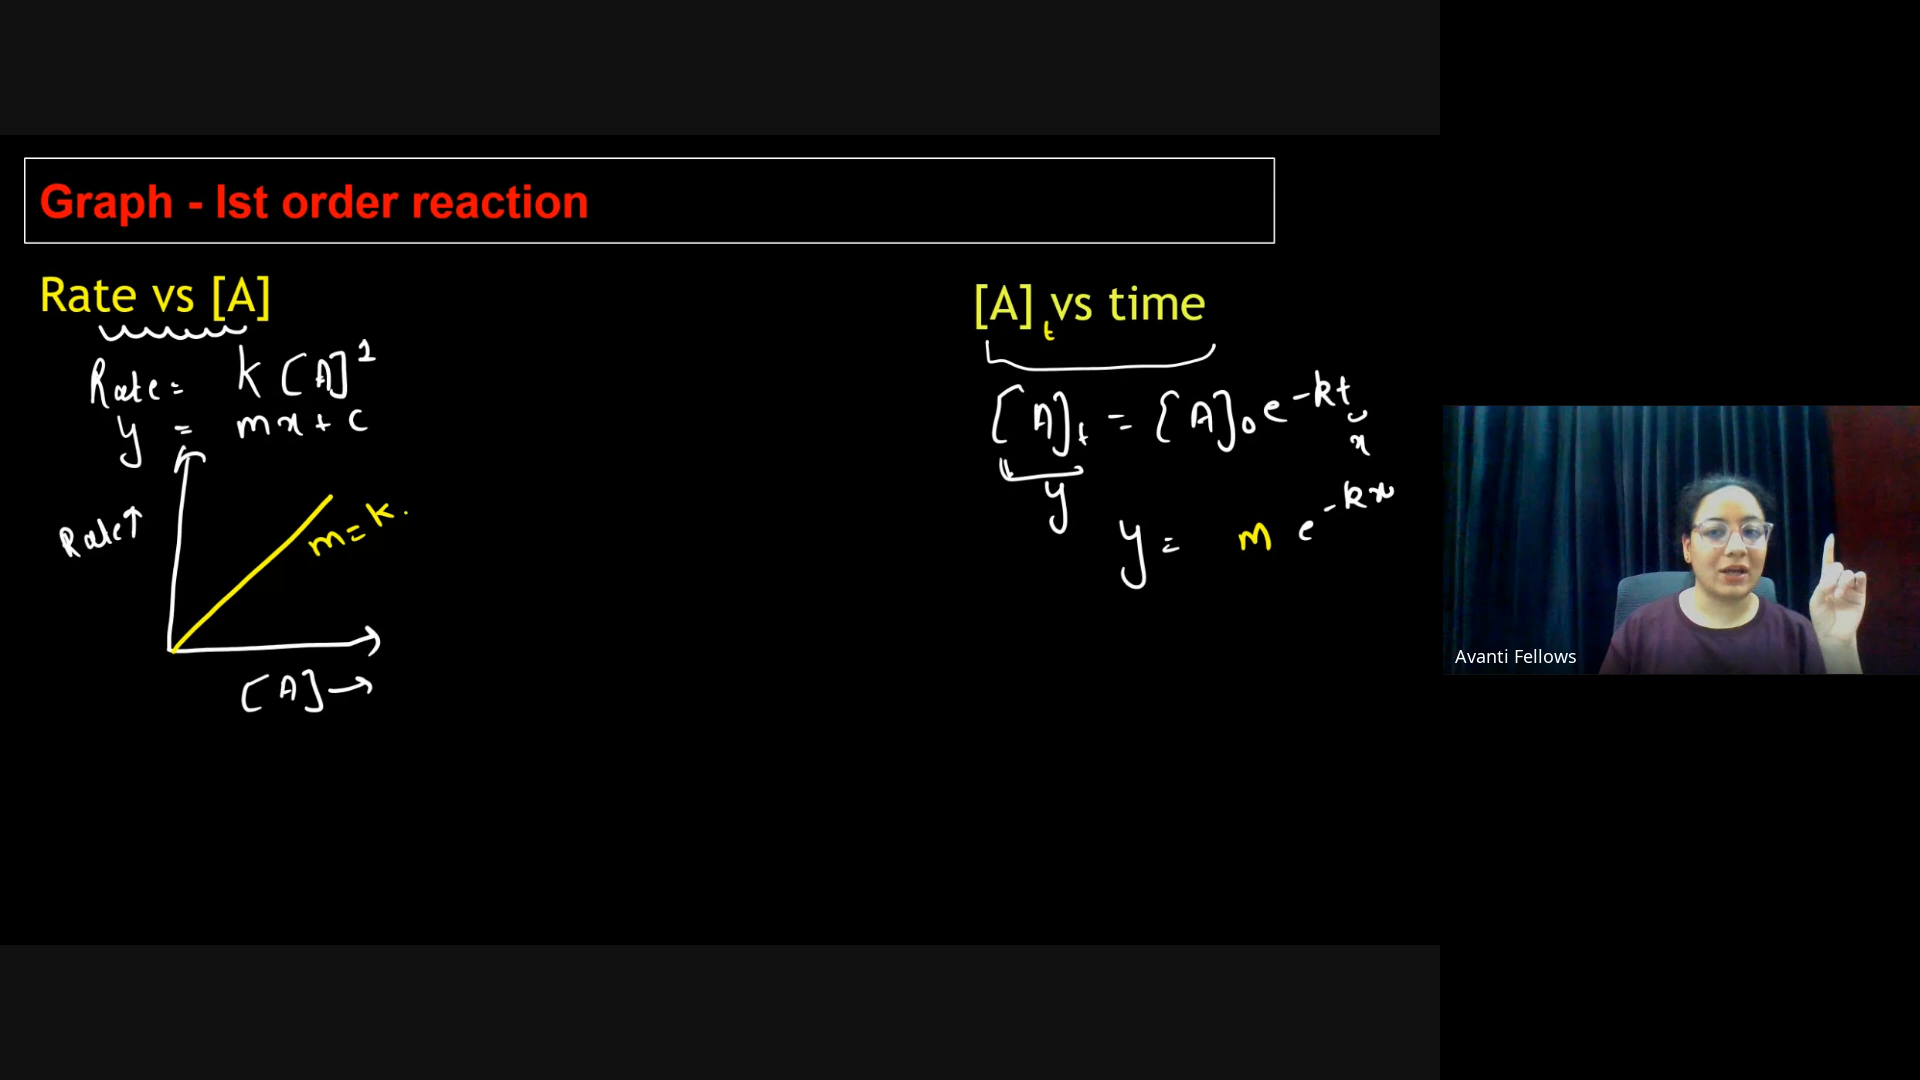 Graph - Ist order reaction
Rate vs [A]
Rate = k [A]¹
y = mx + c
Rate↑
m = k.
[A]→
[A]t vs time
[A]t = [A]₀ e^-kt
x
y
y = m e^-kx
Avanti Fellows